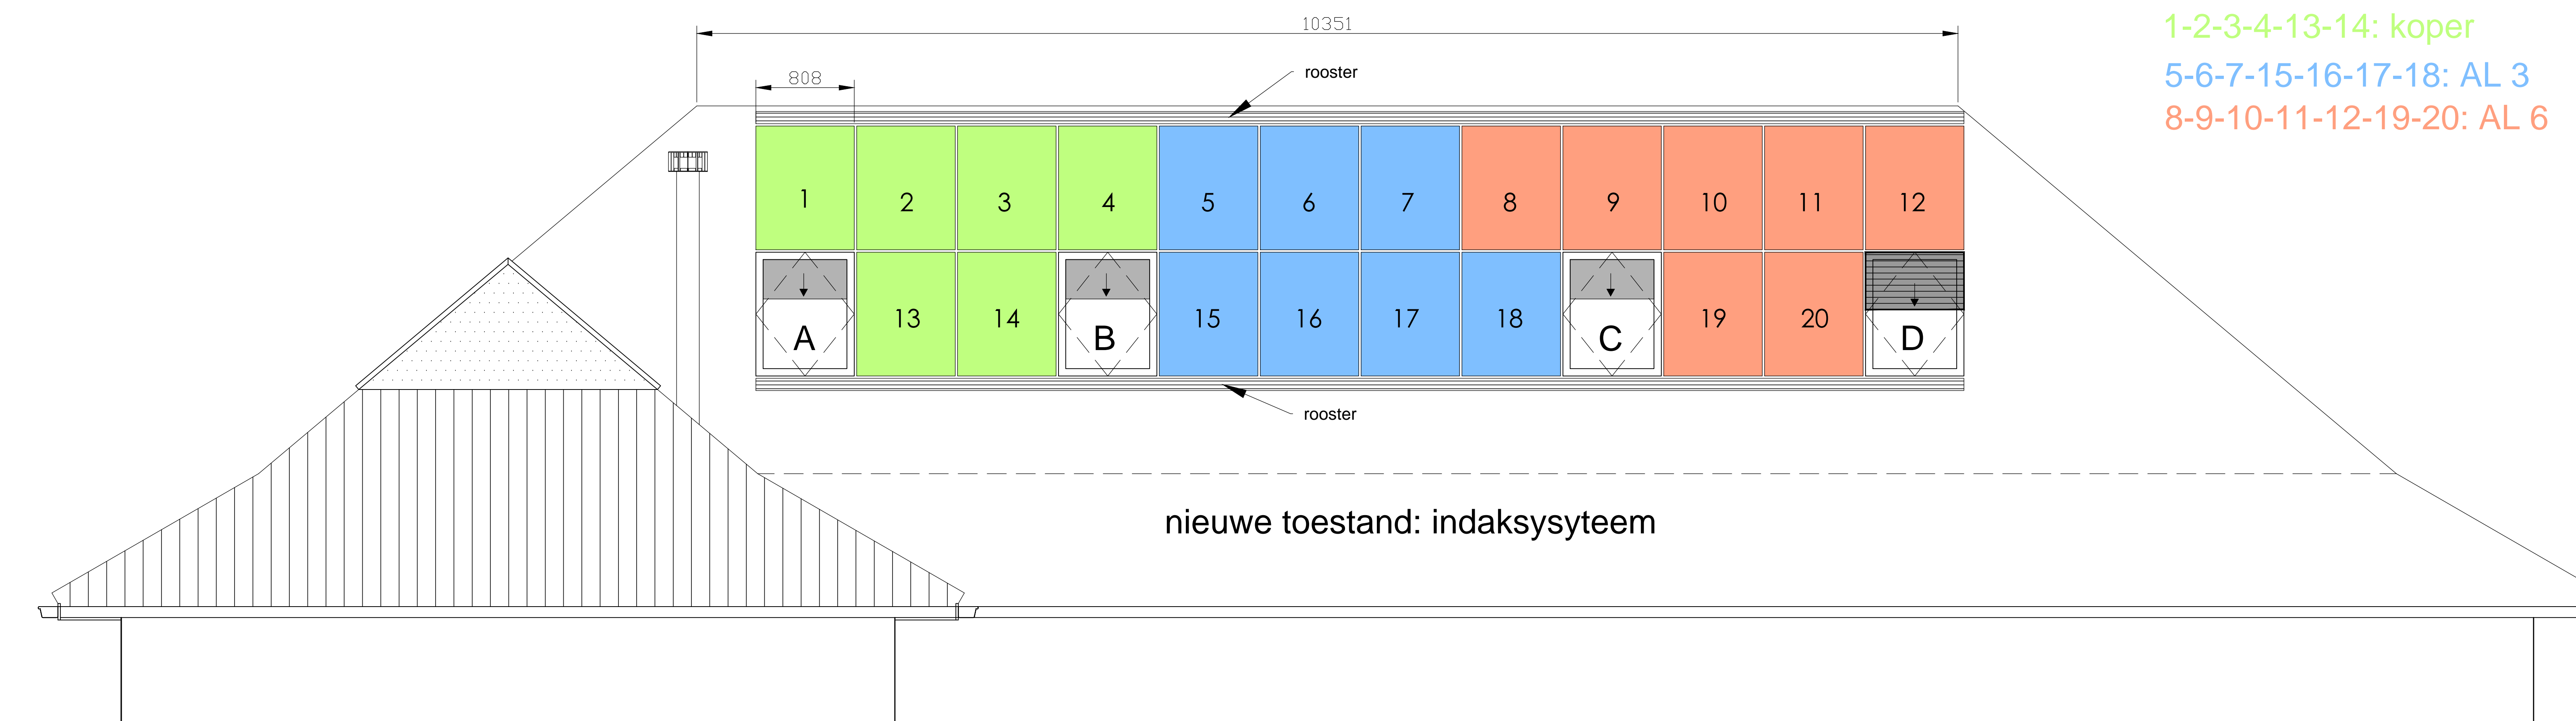 10351
1-2-3-4-13-14: koper
808
rooster
5-6-7-15-16-17-18: AL 3
8-9-10-11-12-19-20: AL 6
1 2 3 4 5 6 7 8 9 10 11 12
A 13 14 B 15 16 17 18 C 19 20 D
rooster
nieuwe toestand: indaksysyteem